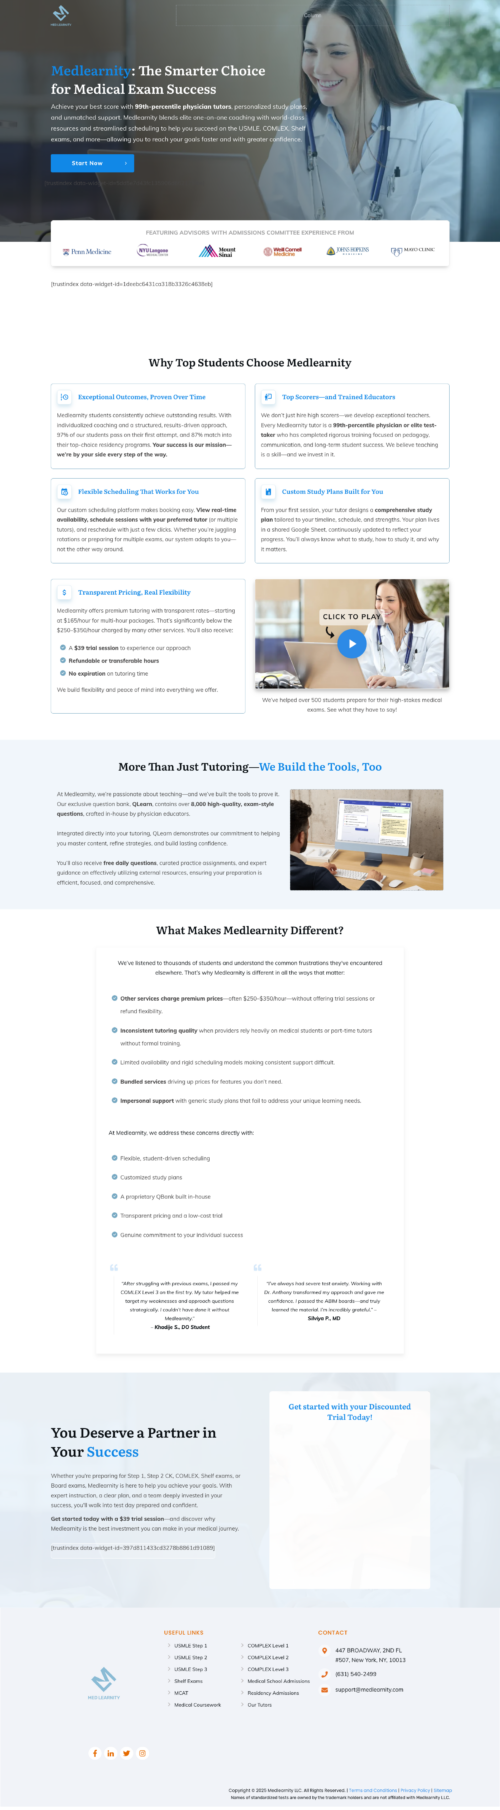 MEDLEARNITY
Medlearnity: The Smarter Choice
for Medical Exam Success
Achieve your best score with 99th-percentile physician tutors, personalized study plans,
and unmatched support. Medlearnity blends elite one-on-one coaching with world-class
resources and streamlined scheduling to help you succeed on the USMLE, COMLEX, Shelf
exams, and more—allowing you to reach your goals faster and with greater confidence.
Start Now
FEATURING ADVISORS WITH ADMISSIONS COMMITTEE EXPERIENCE FROM
Penn Medicine
NYU Langone
Mount
Sinai
Weill Cornell
Medicine
JOHNS HOPKINS
MEDICINE
MAYO CLINIC
Why Top Students Choose Medlearnity
Exceptional Outcomes, Proven Over Time
Medlearnity students consistently achieve outstanding results. With
individualized coaching and a structured, results-driven approach,
97% of our students pass on their first attempt, and 87% match into
their top-choice residency programs. Your success is our mission—
we're by your side every step of the way.
Top Scorers—and Trained Educators
We don't just hire high scorers—we develop exceptional teachers.
Every Medlearnity tutor is a 99th-percentile physician or elite test-
taker who has completed rigorous training focused on pedagogy,
communication, and long-term student success. We believe teaching
is a skill—and we invest in it.
Flexible Scheduling That Works for You
Our custom scheduling platform makes booking easy. View real-time
availability, schedule sessions with your preferred tutor (or multiple
tutors), and reschedule with just a few clicks. Whether you're juggling
rotations or preparing for multiple exams, our system adapts to you—
not the other way around.
Custom Study Plans Built for You
From your first session, your tutor designs a comprehensive study
plan tailored to your timeline, schedule, and strengths. Your plan lives
in a shared Google Sheet, continuously updated to reflect your
progress. You'll always know what to study, how to study it, and why
it matters.
Transparent Pricing, Real Flexibility
Medlearnity offers premium tutoring with transparent rates—starting
at $165/hour for multi-hour packages. That's significantly below the
$250–$350/hour charged by many other services. You'll also receive:
A $39 trial session to experience our approach
Refundable or transferable hours
No expiration on tutoring time
We build flexibility and peace of mind into everything we offer.
CLICK TO PLAY
We've helped over 500 students prepare for their high-stakes medical
exams. See what they have to say!
More Than Just Tutoring—We Build the Tools, Too
At Medlearnity, we're passionate about teaching—and we've built the tools to prove it.
Our exclusive question bank, QLearn, contains over 8,000 high-quality, exam-style
questions, crafted in-house by physician educators.
Integrated directly into your tutoring, QLearn demonstrates our commitment to helping
you master content, refine strategies, and build lasting confidence.
You'll also receive free daily questions, curated practice assignments, and expert
guidance on effectively utilizing external resources, ensuring your preparation is
efficient, focused, and comprehensive.
What Makes Medlearnity Different?
We've listened to thousands of students and understand the common frustrations they've encountered
elsewhere. That's why Medlearnity is different in all the ways that matter:
Other services charge premium prices—often $250–$350/hour—without offering trial sessions or
refund flexibility.
Inconsistent tutoring quality when providers rely heavily on medical students or part-time tutors
without formal training.
Limited availability and rigid scheduling models making consistent support difficult.
Bundled services driving up prices for features you don't need.
Impersonal support with generic study plans that fail to address your unique learning needs.
At Medlearnity, we address these concerns directly with:
Flexible, student-driven scheduling
Customized study plans
A proprietary QBank built in-house
Transparent pricing and a low-cost trial
Genuine commitment to your individual success
"After struggling with previous exams, I passed my
COMLEX Level 3 on the first try. My tutor helped me
target my weaknesses and approach questions
strategically. I couldn't have done it without
Medlearnity."
- Khadije S., DO Student
"I've always had severe test anxiety. Working with
Dr. Anthony transformed my approach and gave me
confidence. I passed the ABIM boards—and truly
learned the material. I'm incredibly grateful." -
Silviya P., MD
You Deserve a Partner in
Your Success
Whether you're preparing for Step 1, Step 2 CK, COMLEX, Shelf exams, or
Board exams, Medlearnity is here to help you achieve your goals. With
expert instruction, a clear plan, and a team deeply invested in your
success, you'll walk into test day prepared and confident.
Get started today with a $39 trial session—and discover why
Medlearnity is the best investment you can make in your medical journey.
Get started with your Discounted
Trial Today!
MEDLEARNITY
USEFUL LINKS
USMLE Step 1
USMLE Step 2
USMLE Step 3
Shelf Exams
MCAT
Medical Coursework
COMPLEX Level 1
COMPLEX Level 2
COMPLEX Level 3
Medical School Admissions
Residency Admissions
Our Tutors
CONTACT
447 BROADWAY, 2ND FL
#507, New York, NY, 10013
(631) 540-2499
support@medlearnity.com
Copyright © 2025 Medlearnity LLC. All Rights Reserved. | Terms and Conditions | Privacy Policy | Sitemap
Names of standardized tests are owned by the trademark holders and are not affiliated with Medlearnity LLC.